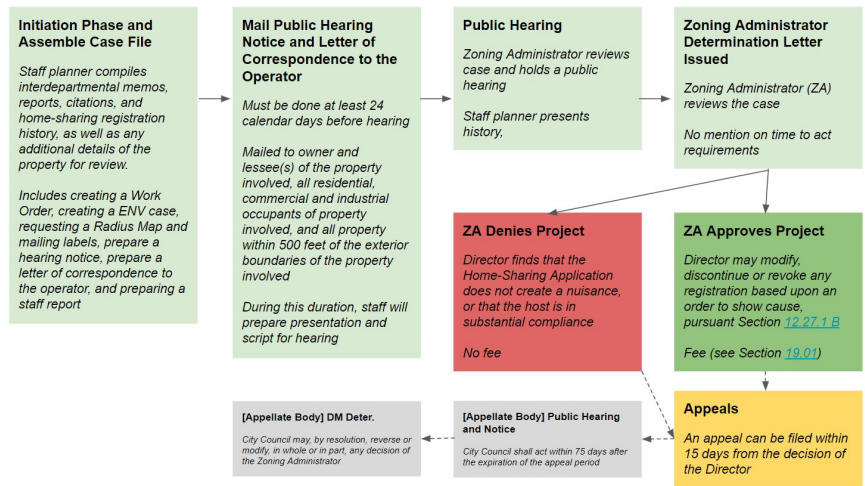 Initiation Phase and
Assemble Case File
Staff planner compiles
interdepartmental memos,
reports, citations, and
home-sharing registration
history, as well as any
additional details of the
property for review.
Includes creating a Work
Order, creating a ENV case,
requesting a Radius Map and
mailing labels, prepare a
hearing notice, prepare a
letter of correspondence to
the operator, and preparing a
staff report
Mail Public Hearing
Notice and Letter of
Correspondence to the
Operator
Must be done at least 24
calendar days before hearing
Mailed to owner and
lessee(s) of the property
involved, all residential,
commercial and industrial
occupants of property
involved, and all property
within 500 feet of the exterior
boundaries of the property
involved
During this duration, staff will
prepare presentation and
script for hearing
Public Hearing
Zoning Administrator reviews
case and holds a public
hearing
Staff planner presents
history,
Zoning Administrator
Determination Letter
Issued
Zoning Administrator (ZA)
reviews the case
No mention on time to act
requirements
ZA Denies Project
Director finds that the
Home-Sharing Application
does not create a nuisance,
or that the host is in
substantial compliance
No fee
ZA Approves Project
Director may modify,
discontinue or revoke any
registration based upon an
order to show cause,
pursuant Section 12.27.1 B
Fee (see Section 19.01)
Appeals
An appeal can be filed within
15 days from the decision of
the Director
[Appellate Body] Public Hearing
and Notice
City Council shall act within 75 days after
the expiration of the appeal period
[Appellate Body] DM Deter.
City Council may, by resolution, reverse or
modify, in whole or in part, any decision of
the Zoning Administrator